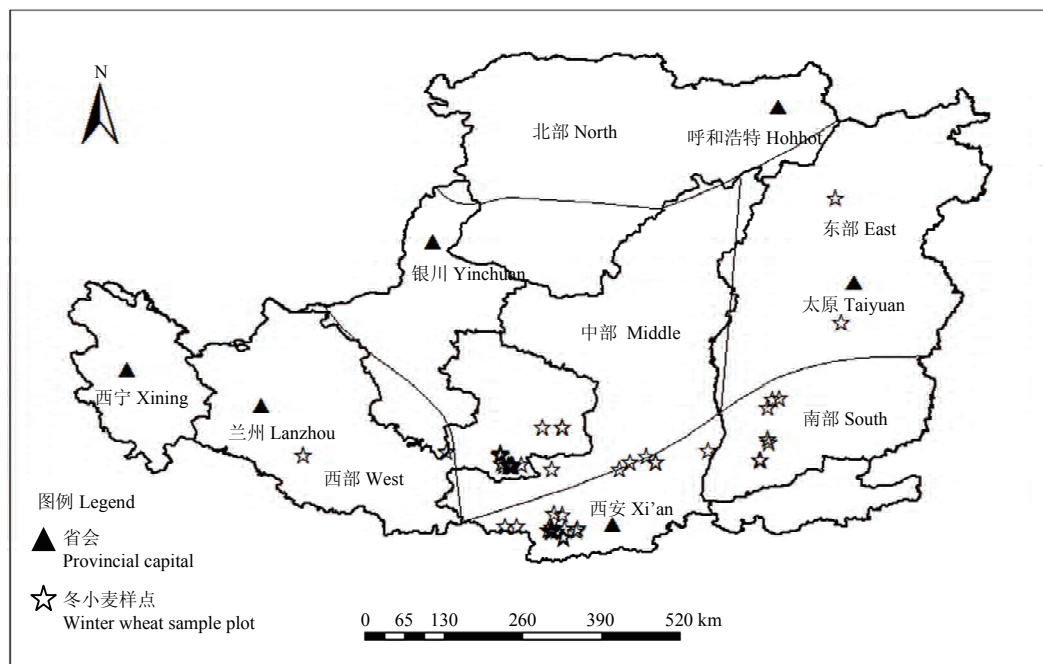 N
北部 North
呼和浩特 Hohhot
东部 East
银川 Yinchuan
太原 Taiyuan
中部 Middle
西宁 Xining
兰州 Lanzhou
南部 South
西部 West
图例 Legend
西安 Xi’an
省会
Provincial capital
冬小麦样点
Winter wheat sample plot
0 65 130 260 390 520 km